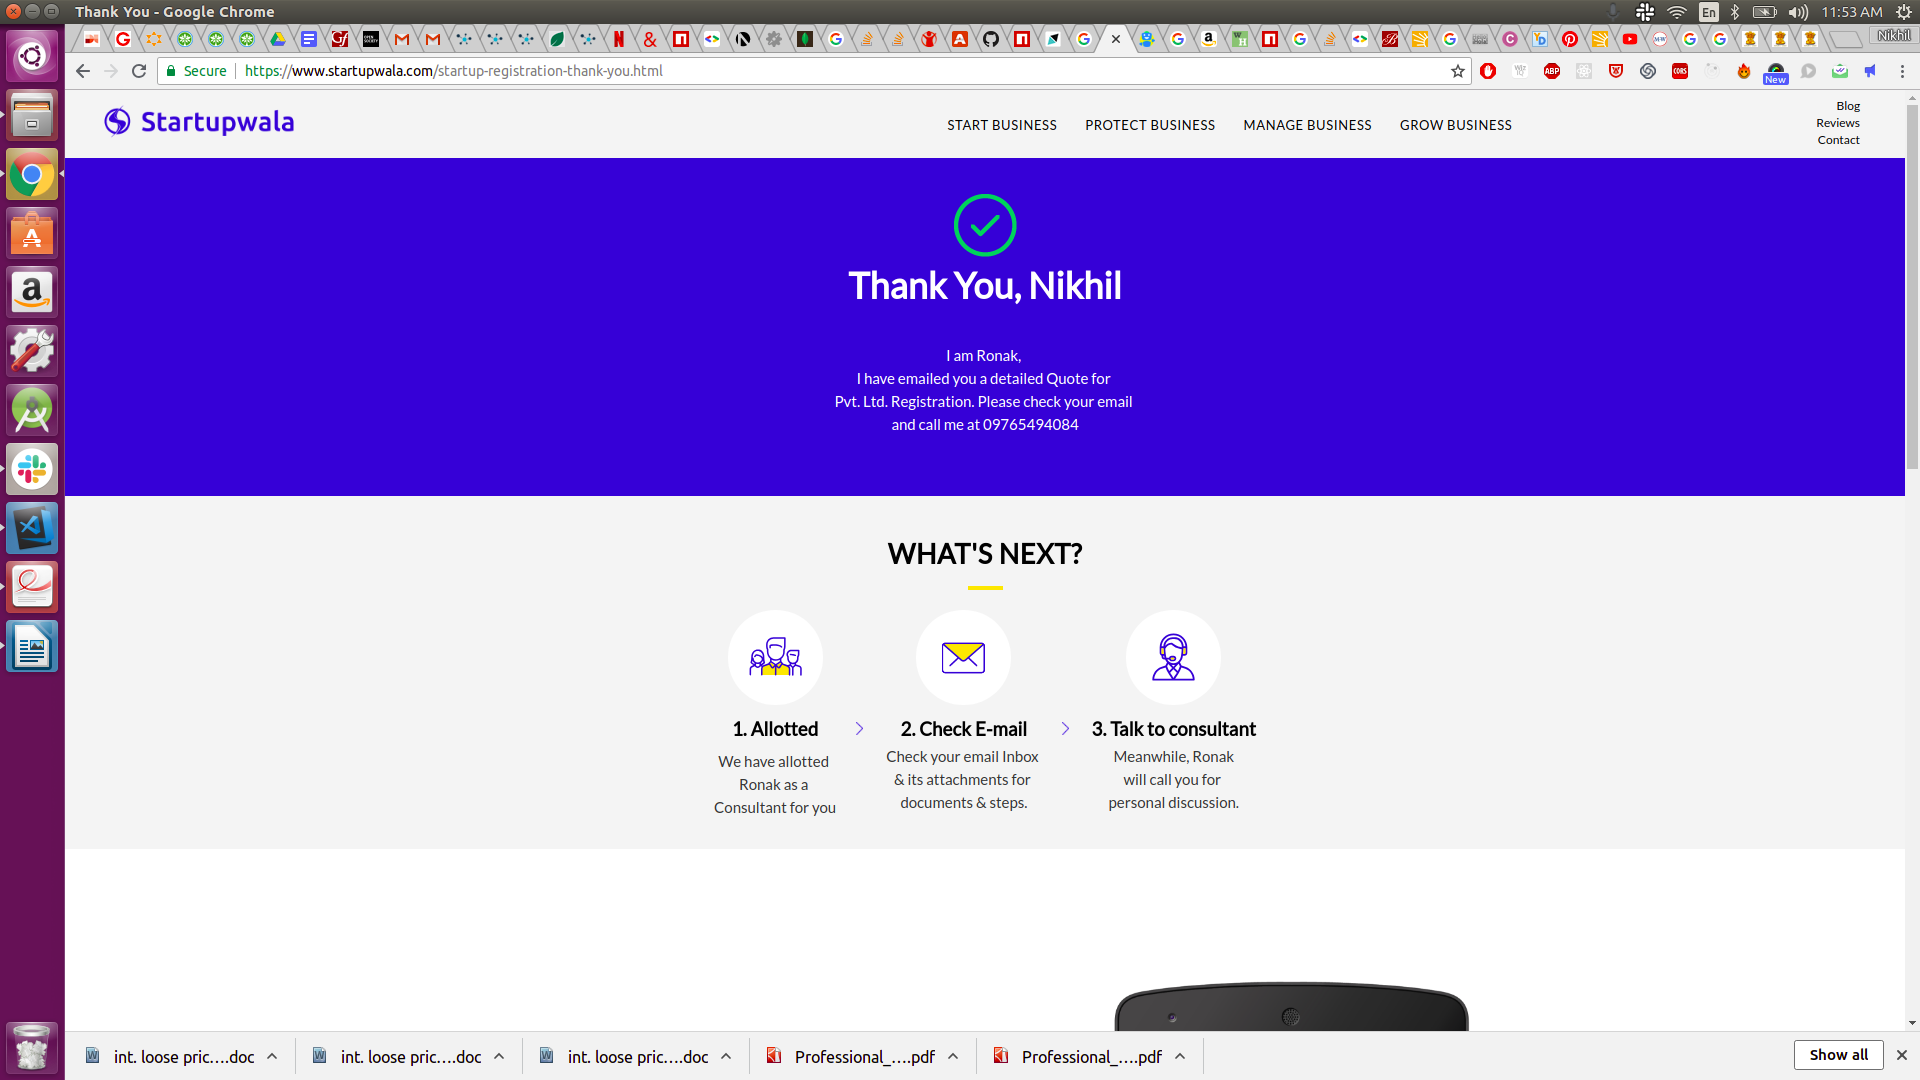 Thank You - Google Chrome
En
11:53 AM
Nikhil
Secure
https://www.startupwala.com/startup-registration-thank-you.html
ABP
CORS
New
Startupwala
START BUSINESS
PROTECT BUSINESS
MANAGE BUSINESS
GROW BUSINESS
Blog
Reviews
Contact
Thank You, Nikhil
I am Ronak,
I have emailed you a detailed Quote for
Pvt. Ltd. Registration. Please check your email
and call me at 09765494084
WHAT'S NEXT?
1. Allotted
We have allotted
Ronak as a
Consultant for you
2. Check E-mail
Check your email Inbox
& its attachments for
documents & steps.
3. Talk to consultant
Meanwhile, Ronak
will call you for
personal discussion.
int. loose pric....doc
int. loose pric....doc
int. loose pric....doc
Professional_....pdf
Professional_....pdf
Show all